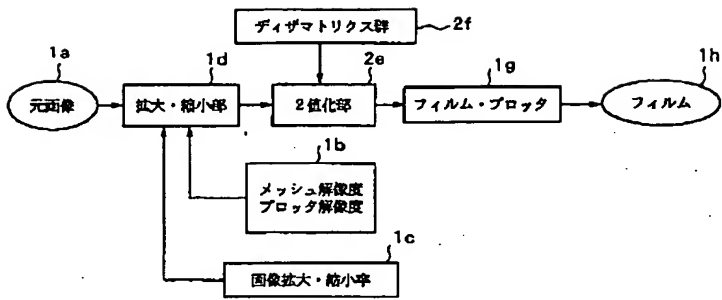 ディザマトリクス群
2f
1a
1d
2e
1g
1h
元画像
拡大・縮小部
2値化部
フィルム・プロッタ
フィルム
1b
メッシュ解像度
プロッタ解像度
1c
画像拡大・縮小率